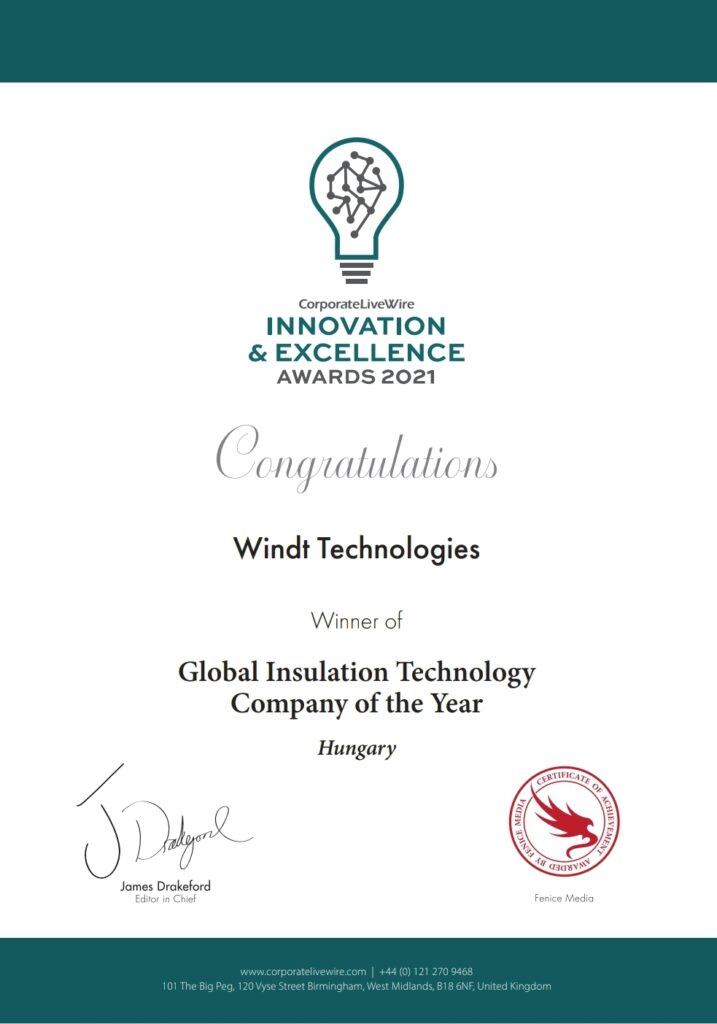 CorporateLiveWire
INNOVATION
& EXCELLENCE
AWARDS 2021
Congratulations
Windt Technologies
Winner of
Global Insulation Technology
Company of the Year
Hungary
J Drakeford
James Drakeford
Editor in Chief
CERTIFICATE OF ACHIEVEMENT
AWARDED BY FENICE MEDIA
Fenice Media
www.corporatelivewire.com | +44 (0) 121 270 9468
101 The Big Peg, 120 Vyse Street Birmingham, West Midlands, B18 6NF, United Kingdom